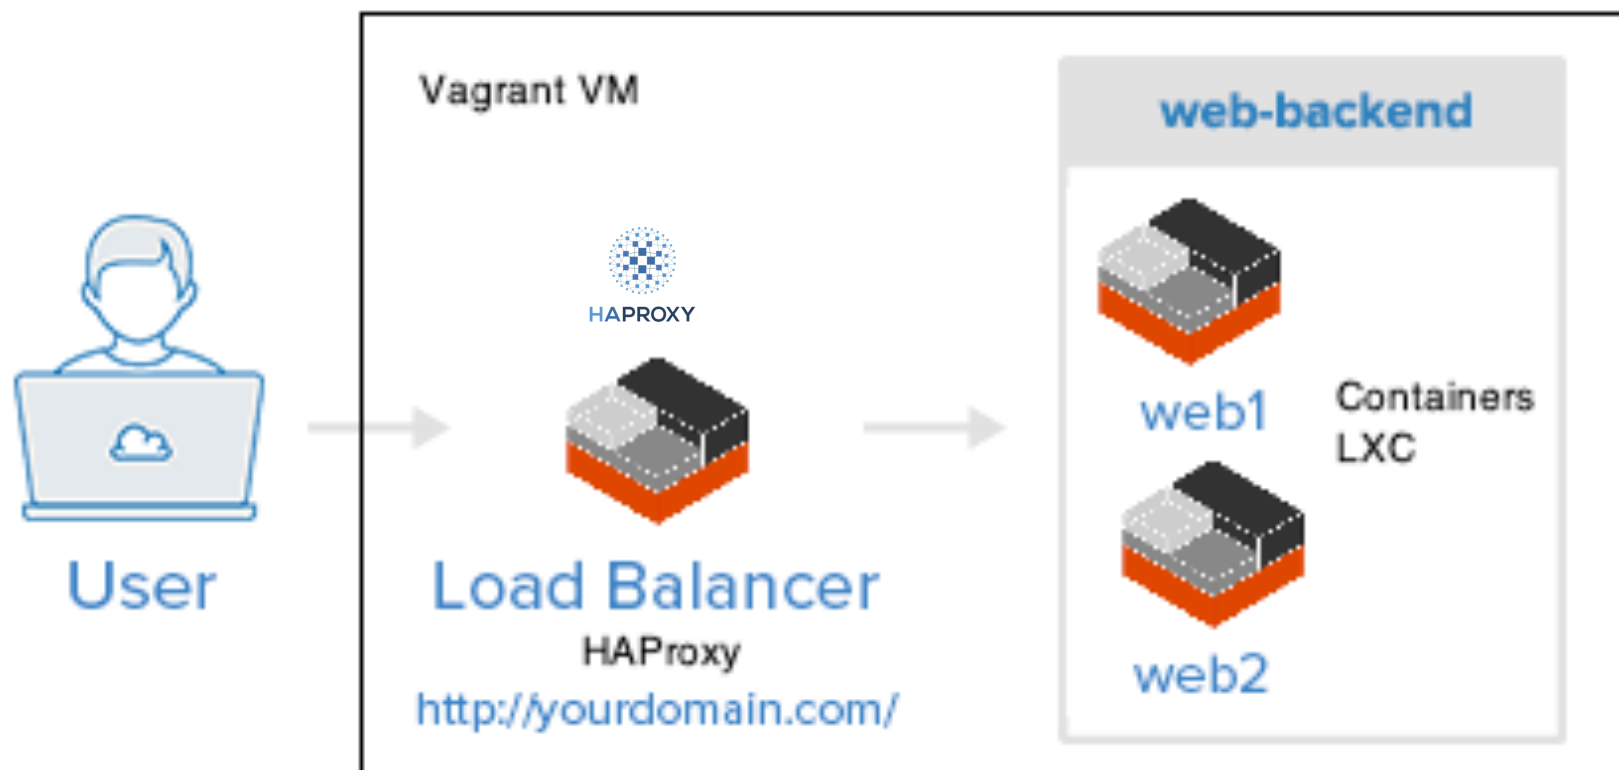 Vagrant VM
web-backend
HAPROXY
web1
Containers
LXC
User
Load Balancer
HAProxy
http://yourdomain.com/
web2